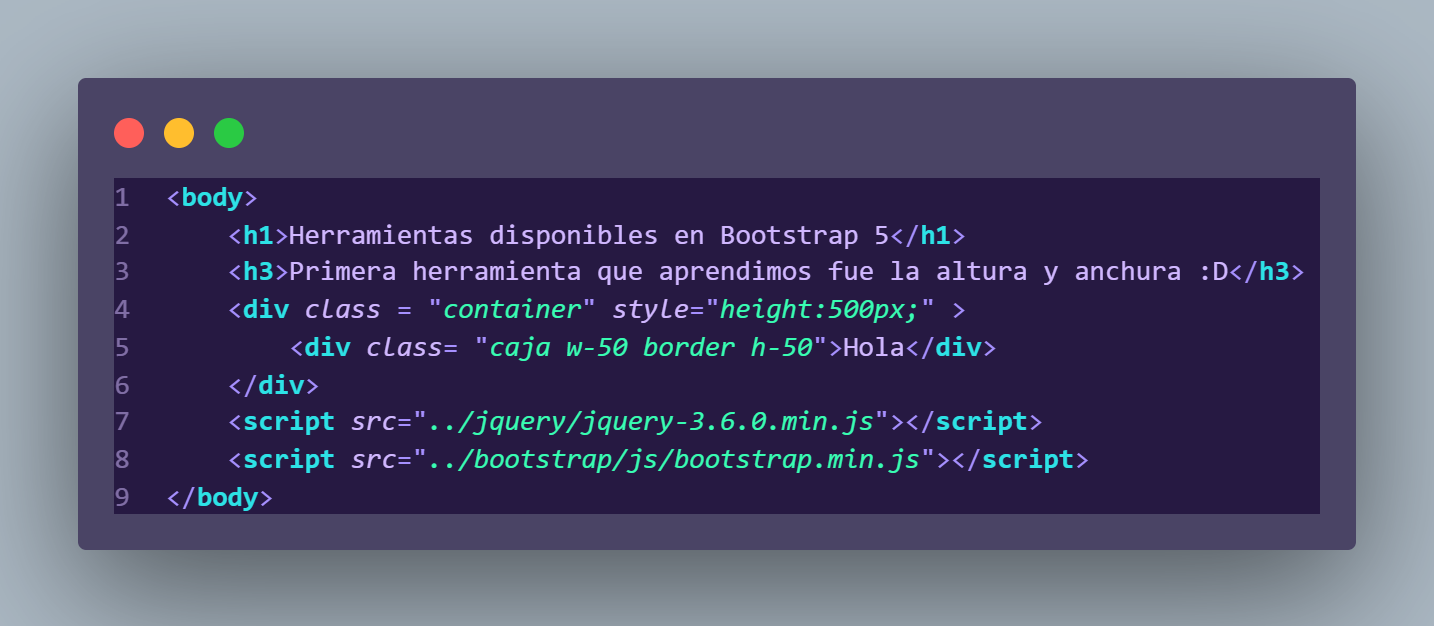 1 <body>
2     <h1>Herramientas disponibles en Bootstrap 5</h1>
3     <h3>Primera herramienta que aprendimos fue la altura y anchura :D</h3>
4     <div class = "container" style="height:500px;" >
5         <div class= "caja w-50 border h-50">Hola</div>
6     </div>
7     <script src="../jquery/jquery-3.6.0.min.js"></script>
8     <script src="../bootstrap/js/bootstrap.min.js"></script>
9 </body>